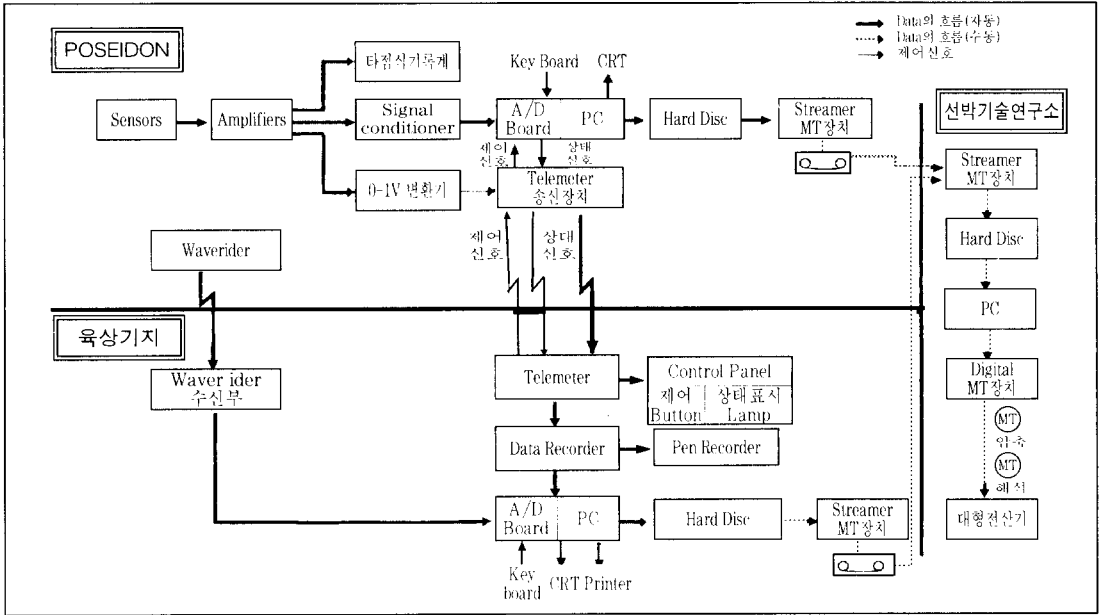 Data의 흐름(자동)
Data의 흐름(수동)
제어신호
POSEIDON
타점식기록계
Key Board
CRT
Sensors
Amplifiers
Signal
conditioner
A/D
Board
PC
Hard Disc
Streamer
MT장치
제어
신호
상태
신호
0-1V 변환기
Telemeter
송신장치
제어
신호
상태
신호
Waverider
선박기술연구소
Streamer
MT장치
Hard Disc
PC
Digital
MT장치
MT
압축
MT
해석
대형전산기
육상기지
Waver ider
수신부
Telemeter
Control Panel
제어
Button
상태표시
Lamp
Data Recorder
Pen Recorder
A/D
Board
PC
Hard Disc
Streamer
MT장치
Key
board
CRT Printer